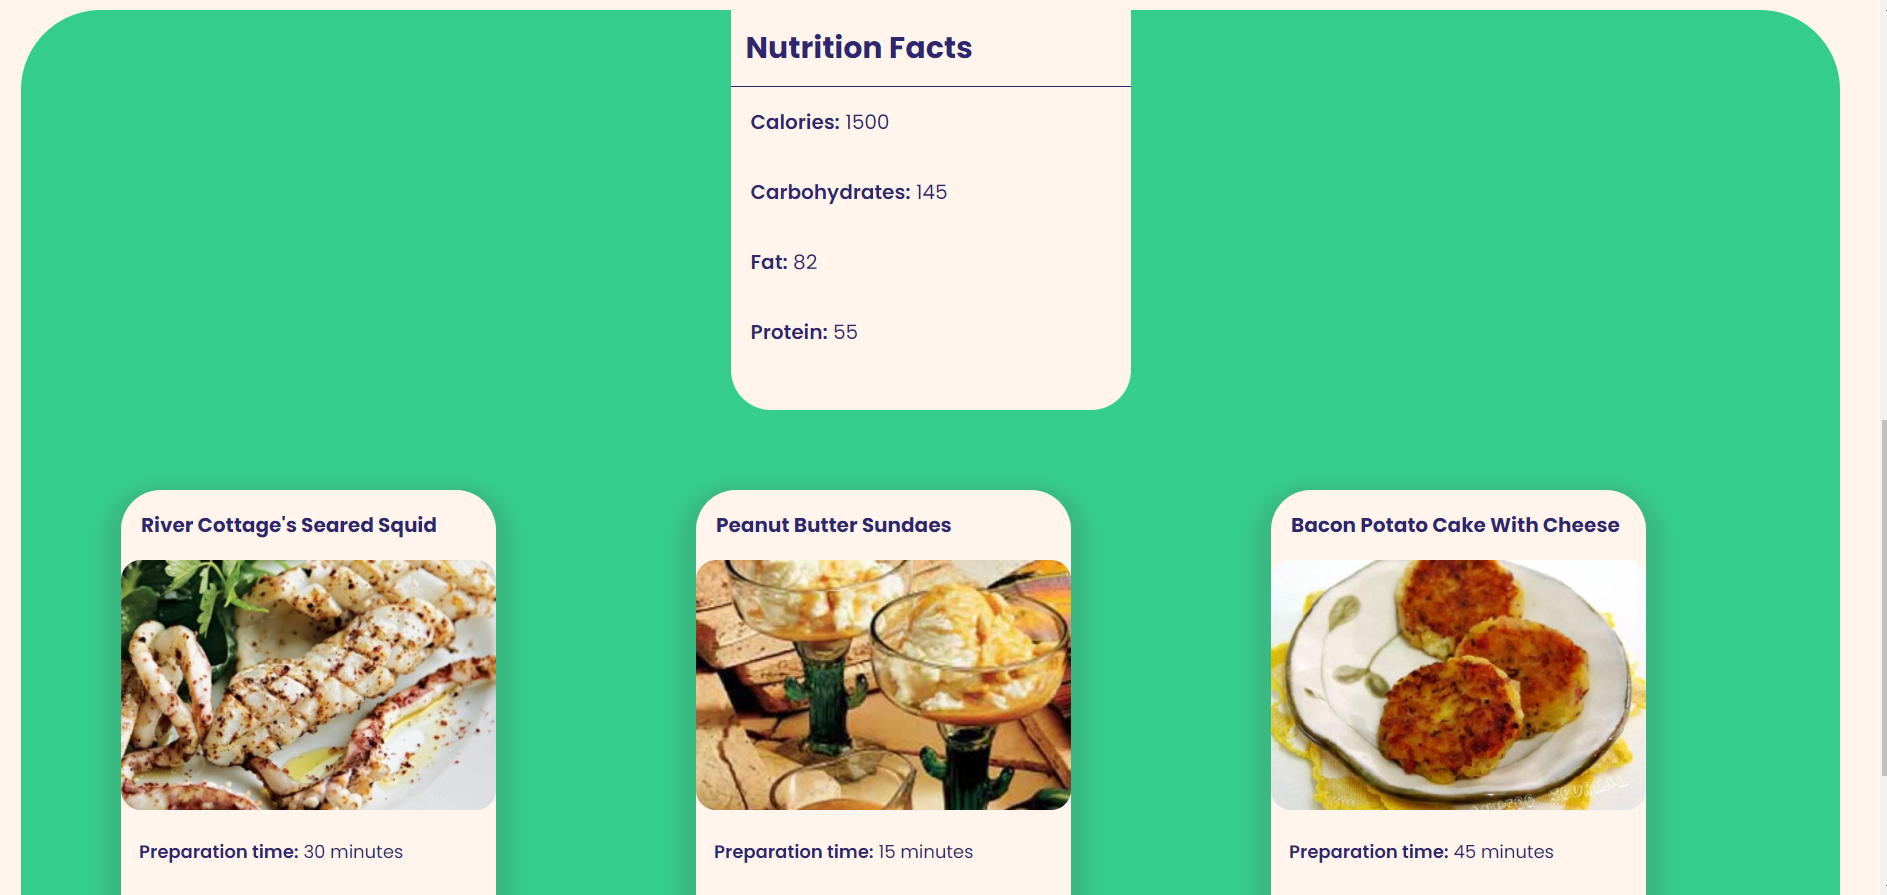 Nutrition Facts
Calories: 1500
Carbohydrates: 145
Fat: 82
Protein: 55
River Cottage's Seared Squid
Peanut Butter Sundaes
Bacon Potato Cake With Cheese
Preparation time: 30 minutes
Preparation time: 15 minutes
Preparation time: 45 minutes